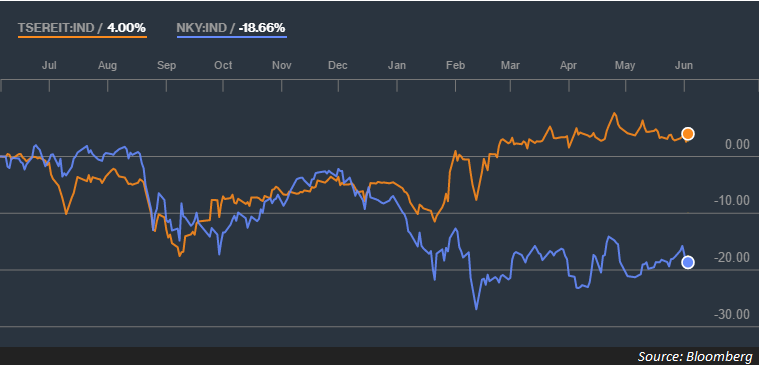 TSEREIT:IND / 4.00% NKY:IND / -18.66%
Jul Aug Sep Oct Nov Dec Jan Feb Mar Apr May Jun
0.00
-10.00
-20.00
-30.00
Source: Bloomberg